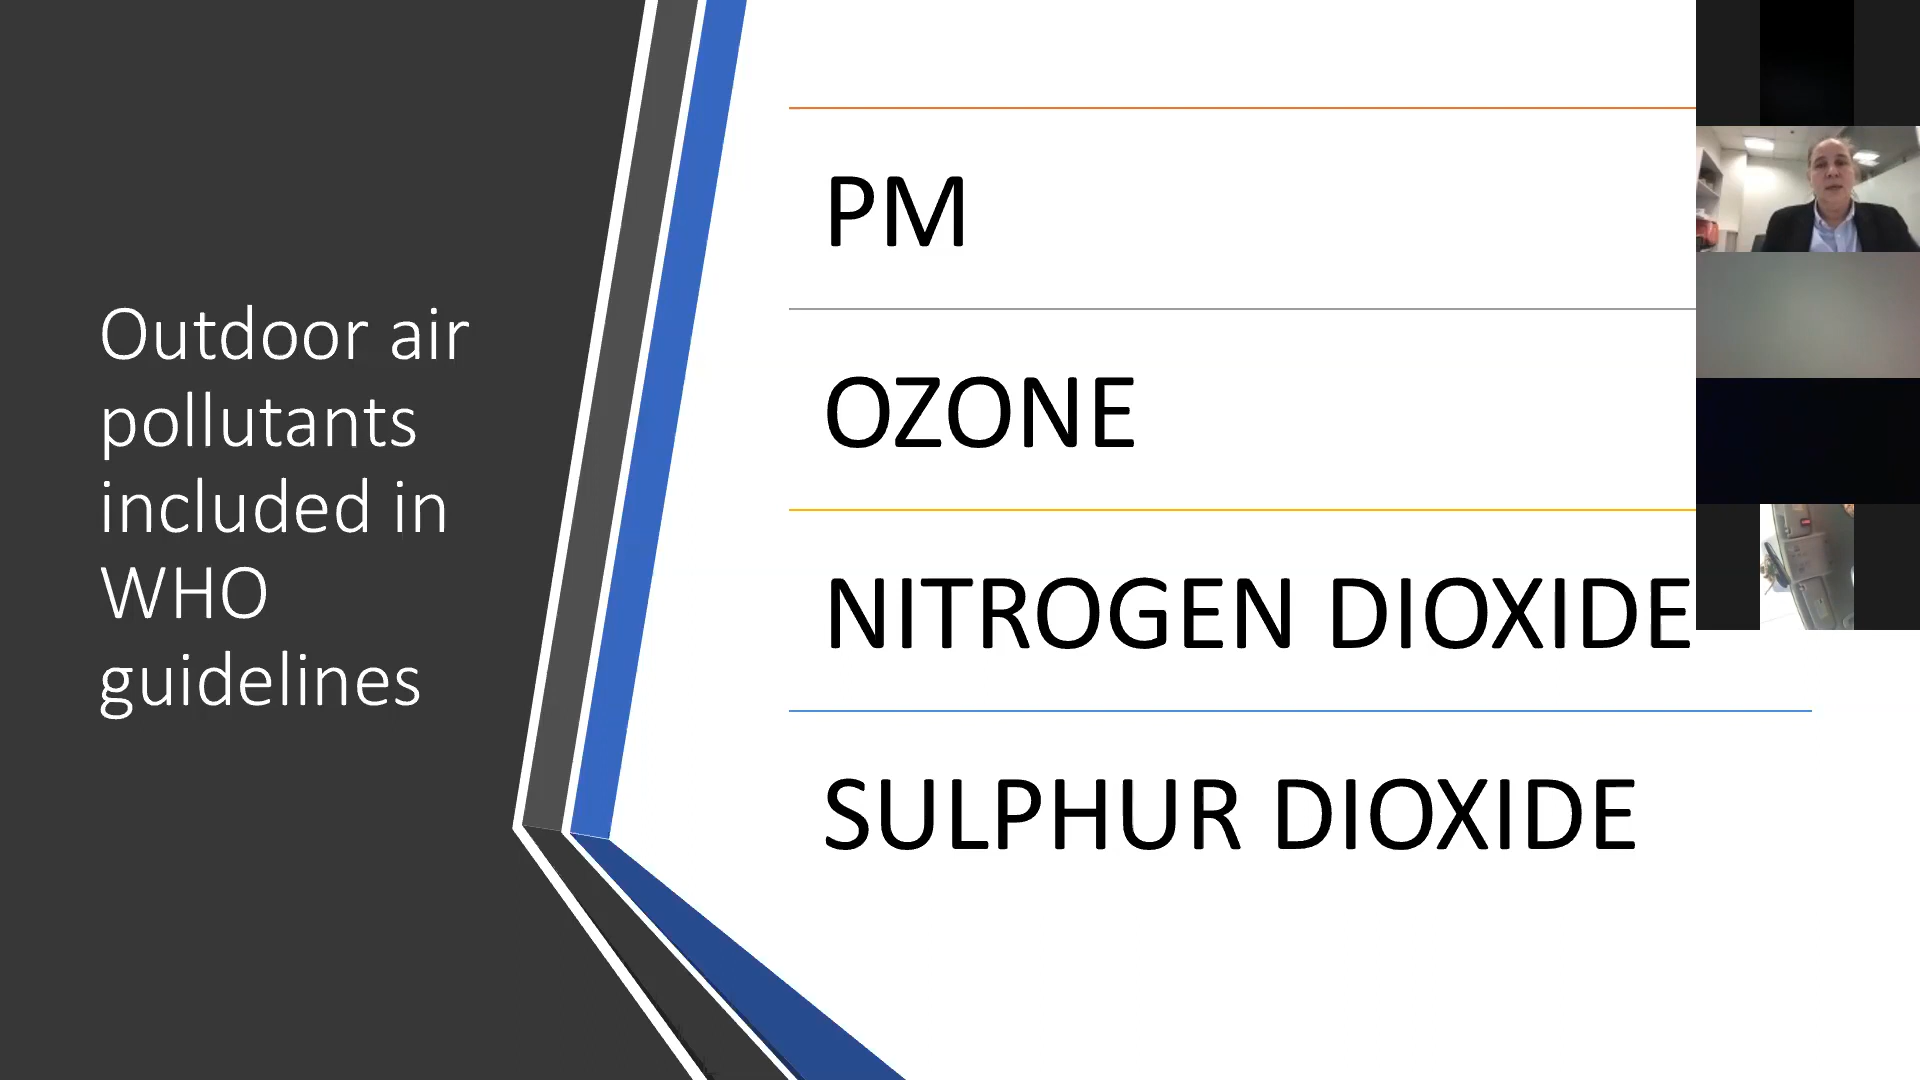 Outdoor air
pollutants
included in
WHO
guidelines
PM
OZONE
NITROGEN DIOXIDE
SULPHUR DIOXIDE